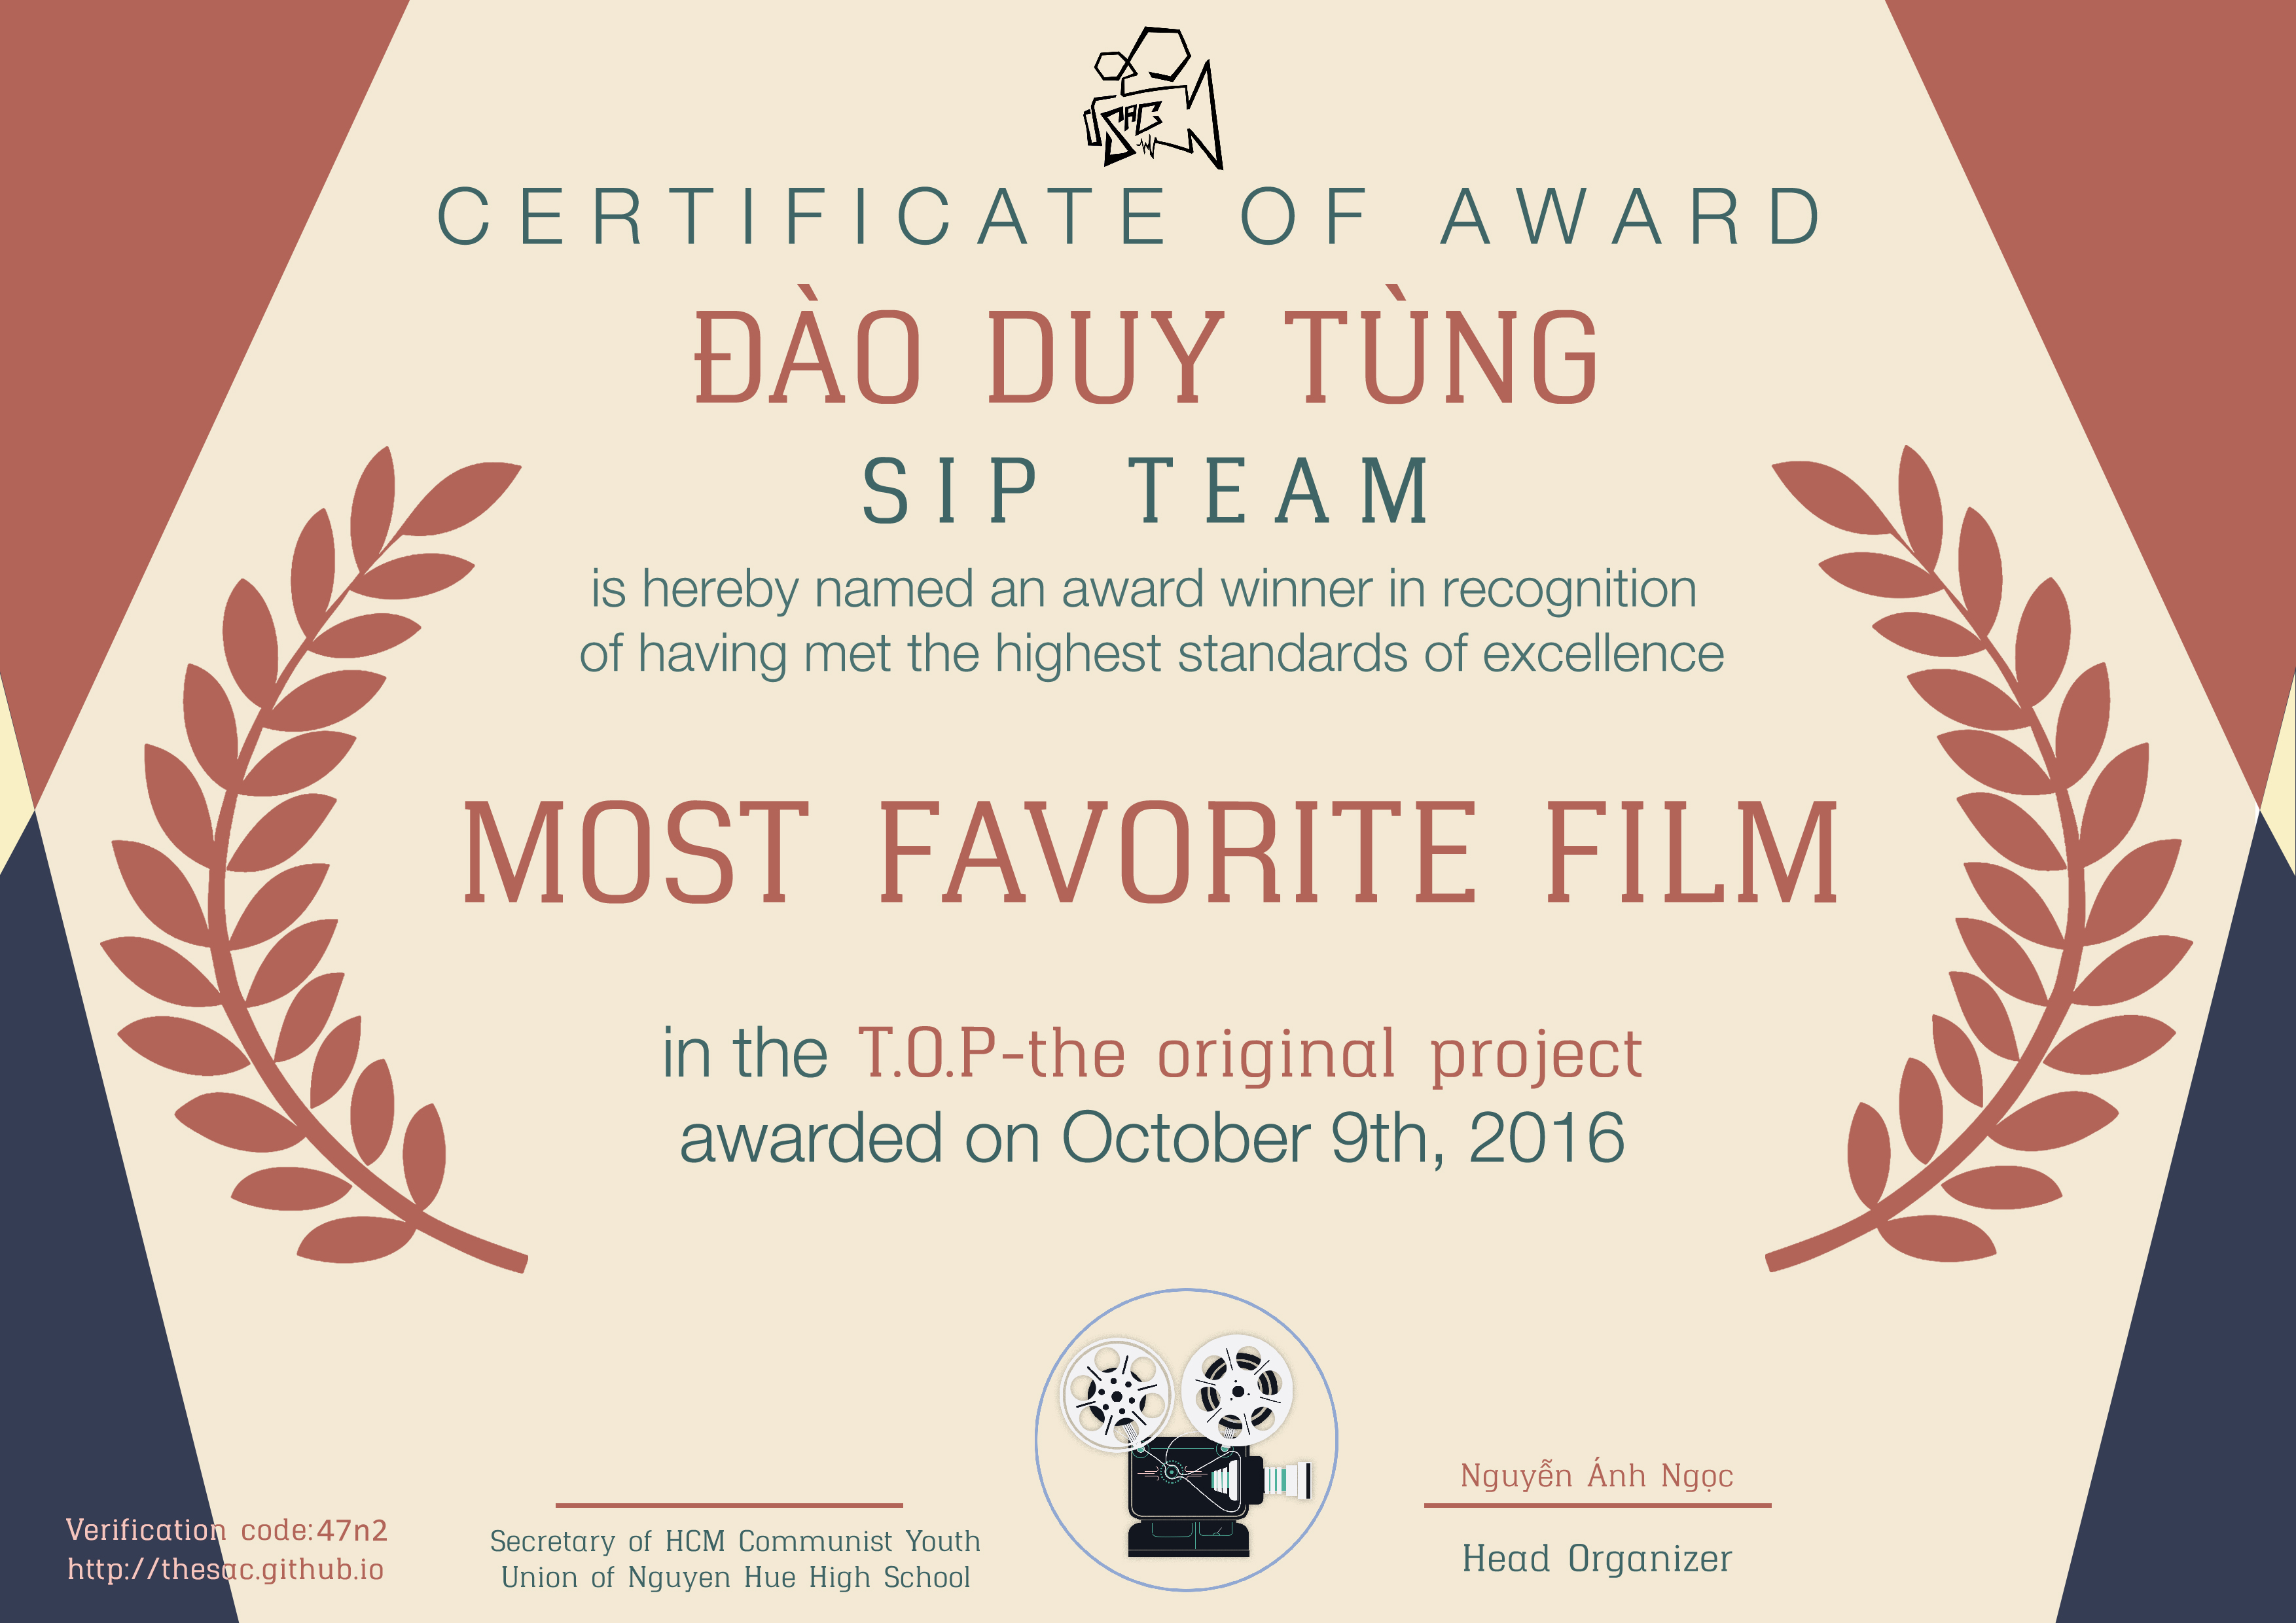 SAC
CERTIFICATE OF AWARD
ĐÀO DUY TÙNG
SIP TEAM
is hereby named an award winner in recognition
of having met the highest standards of excellence
MOST FAVORITE FILM
in the T.O.P-the original project
awarded on October 9th, 2016
Nguyễn Ánh Ngọc
Verification code:47n2
http://thesac.github.io
Secretary of HCM Communist Youth
Union of Nguyen Hue High School
Head Organizer